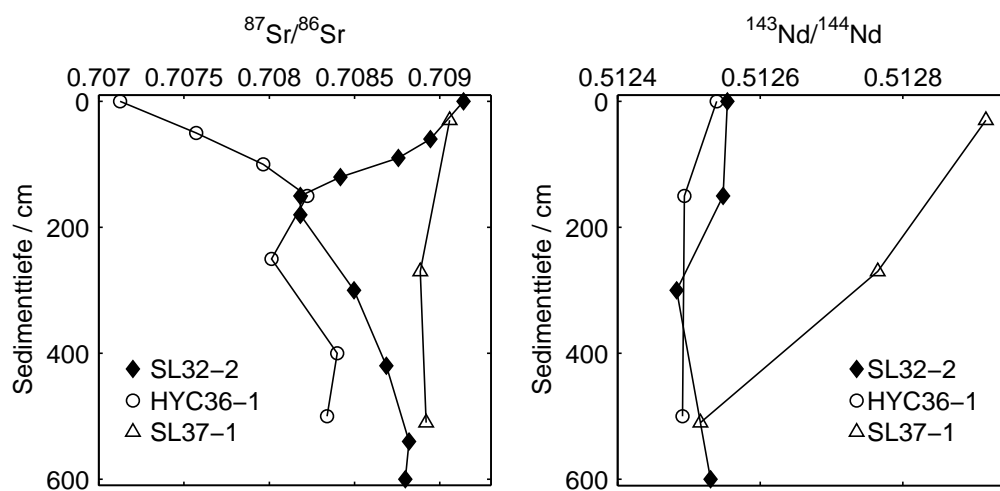 87Sr/86Sr
0.707 0.7075 0.708 0.7085 0.709
0
200
400
600
Sedimenttiefe / cm
SL32−2
HYC36−1
SL37−1
143Nd/144Nd
0.5124 0.5126 0.5128
0
200
400
600
Sedimenttiefe / cm
SL32−2
HYC36−1
SL37−1